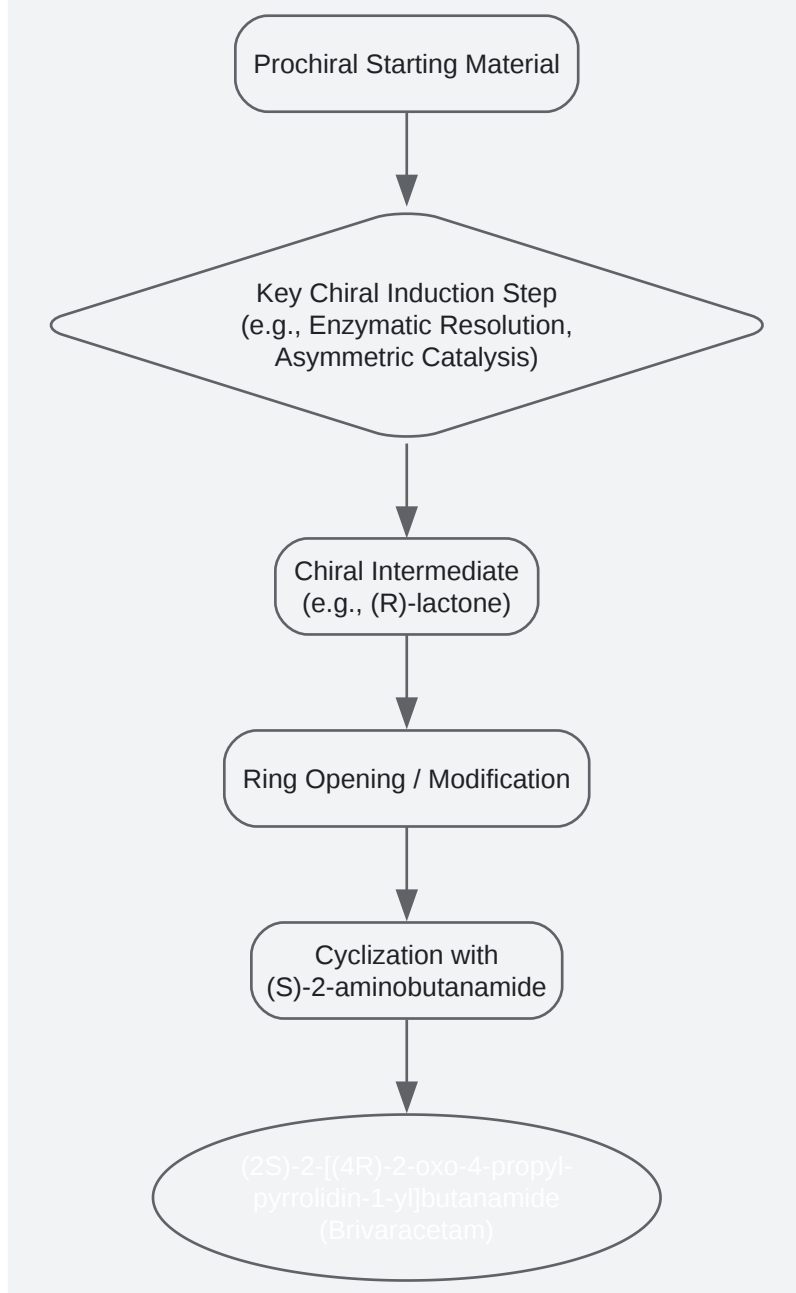 Prochiral Starting Material
Key Chiral Induction Step
(e.g., Enzymatic Resolution,
Asymmetric Catalysis)
Chiral Intermediate
(e.g., (R)-lactone)
Ring Opening / Modification
Cyclization with
(S)-2-aminobutanamide
(2S)-2-[(4R)-2-oxo-4-propyl-
pyrrolidin-1-yl]butanamide
(Brivaracetam)